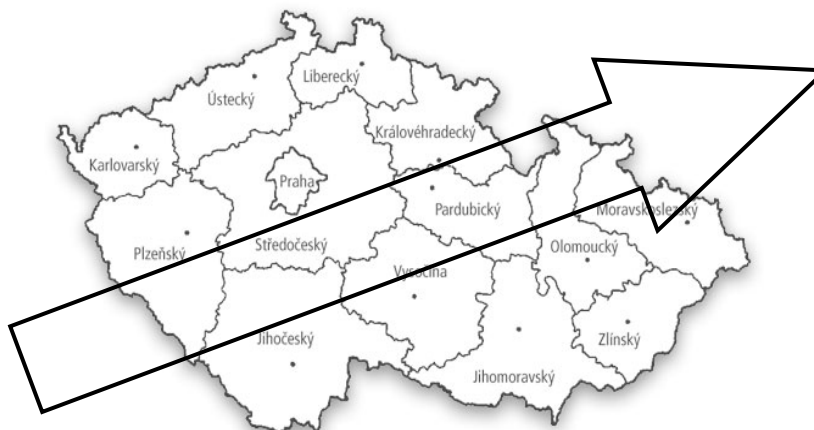 Liberecký
Ústecký
Královéhradecký
Karlovarský
Praha
Pardubický
Moravskoslezský
Plzeňský
Středočeský
Olomoucký
Vysočina
Jihočeský
Zlínský
Jihomoravský